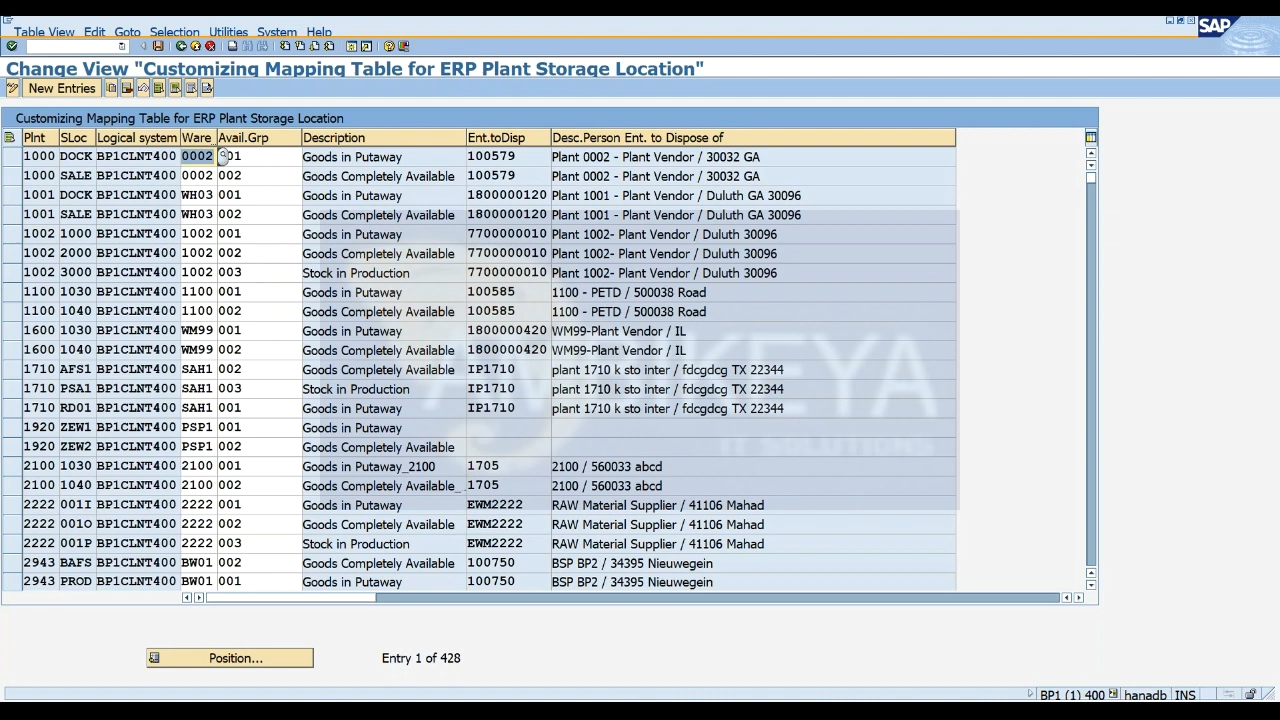 Table View Edit Goto Selection Utilities System Help
SAP
Change View "Customizing Mapping Table for ERP Plant Storage Location"
New Entries
Customizing Mapping Table for ERP Plant Storage Location
Plnt SLoc Logical system Ware... Avail.Grp Description Ent.toDisp Desc.Person Ent. to Dispose of
1000 DOCK BP1CLNT400 0002 01 Goods in Putaway 100579 Plant 0002 - Plant Vendor / 30032 GA
1000 SALE BP1CLNT400 0002 002 Goods Completely Available 100579 Plant 0002 - Plant Vendor / 30032 GA
1001 DOCK BP1CLNT400 WH03 001 Goods in Putaway 1800000120 Plant 1001 - Plant Vendor / Duluth GA 30096
1001 SALE BP1CLNT400 WH03 002 Goods Completely Available 1800000120 Plant 1001 - Plant Vendor / Duluth GA 30096
1002 1000 BP1CLNT400 1002 001 Goods in Putaway 7700000010 Plant 1002- Plant Vendor / Duluth 30096
1002 2000 BP1CLNT400 1002 002 Goods Completely Available 7700000010 Plant 1002- Plant Vendor / Duluth 30096
1002 3000 BP1CLNT400 1002 003 Stock in Production 7700000010 Plant 1002- Plant Vendor / Duluth 30096
1100 1030 BP1CLNT400 1100 001 Goods in Putaway 100585 1100 - PETD / 500038 Road
1100 1040 BP1CLNT400 1100 002 Goods Completely Available 100585 1100 - PETD / 500038 Road
1600 1030 BP1CLNT400 WM99 001 Goods in Putaway 1800000420 WM99-Plant Vendor / IL
1600 1040 BP1CLNT400 WM99 002 Goods Completely Available 1800000420 WM99-Plant Vendor / IL
1710 AFS1 BP1CLNT400 SAH1 002 Goods Completely Available IP1710 plant 1710 k sto inter / fdcgdcg TX 22344
1710 PSA1 BP1CLNT400 SAH1 003 Stock in Production IP1710 plant 1710 k sto inter / fdcgdcg TX 22344
1710 RD01 BP1CLNT400 SAH1 001 Goods in Putaway IP1710 plant 1710 k sto inter / fdcgdcg TX 22344
1920 ZEW1 BP1CLNT400 PSP1 001 Goods in Putaway
1920 ZEW2 BP1CLNT400 PSP1 002 Goods Completely Available
2100 1030 BP1CLNT400 2100 001 Goods in Putaway_2100 1705 2100 / 560033 abcd
2100 1040 BP1CLNT400 2100 002 Goods Completely Available_... 1705 2100 / 560033 abcd
2222 001I BP1CLNT400 2222 001 Goods in Putaway EWM2222 RAW Material Supplier / 41106 Mahad
2222 001O BP1CLNT400 2222 002 Goods Completely Available EWM2222 RAW Material Supplier / 41106 Mahad
2222 001P BP1CLNT400 2222 003 Stock in Production EWM2222 RAW Material Supplier / 41106 Mahad
2943 BAFS BP1CLNT400 BW01 002 Goods Completely Available 100750 BSP BP2 / 34395 Nieuwegein
2943 PROD BP1CLNT400 BW01 001 Goods in Putaway 100750 BSP BP2 / 34395 Nieuwegein
IT SOLUTIONS
Position...
Entry 1 of 428
BP1 (1) 400 hanadb INS